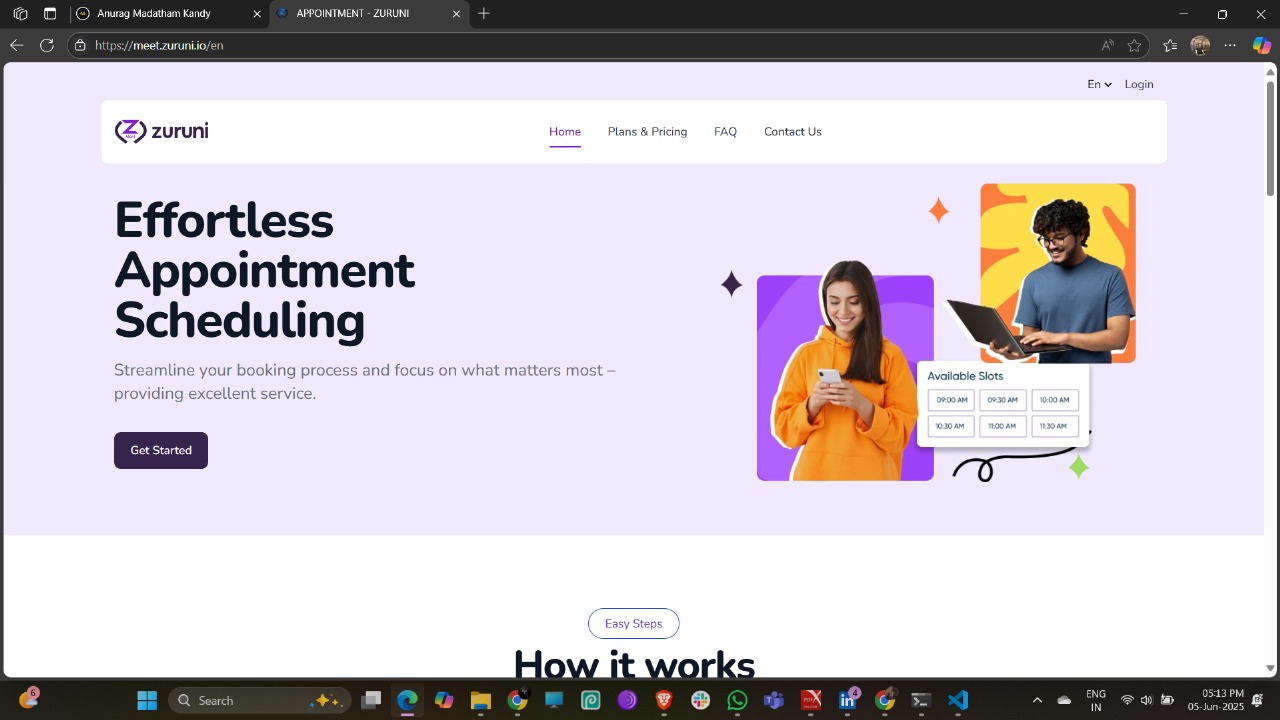 Anurag Madatham Kandy
APPOINTMENT - ZURUNI
https://meet.zuruni.io/en
En
Login
zuruni
Home
Plans & Pricing
FAQ
Contact Us
Effortless
Appointment
Scheduling
Streamline your booking process and focus on what matters most –
providing excellent service.
Get Started
Available Slots
09:00 AM 09:30 AM 10:00 AM
10:30 AM 11:00 AM 11:30 AM
Easy Steps
How it works
6
Search
4
ENG
IN
05:13 PM
05-Jun-2025